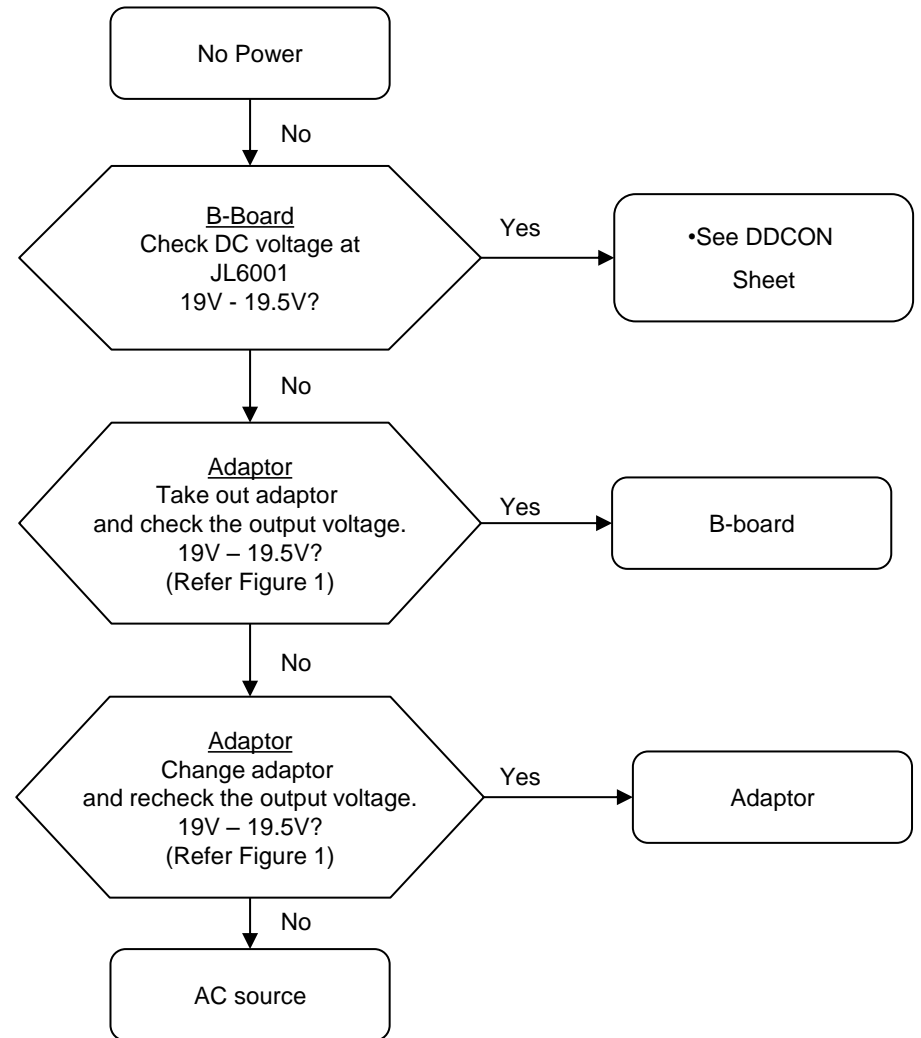 No Power
No
B-Board
Check DC voltage at
JL6001
19V - 19.5V?
Yes
•See DDCON
Sheet
No
Adaptor
Take out adaptor
and check the output voltage.
19V – 19.5V?
(Refer Figure 1)
Yes
B-board
No
Adaptor
Change adaptor
and recheck the output voltage.
19V – 19.5V?
(Refer Figure 1)
Yes
Adaptor
No
AC source